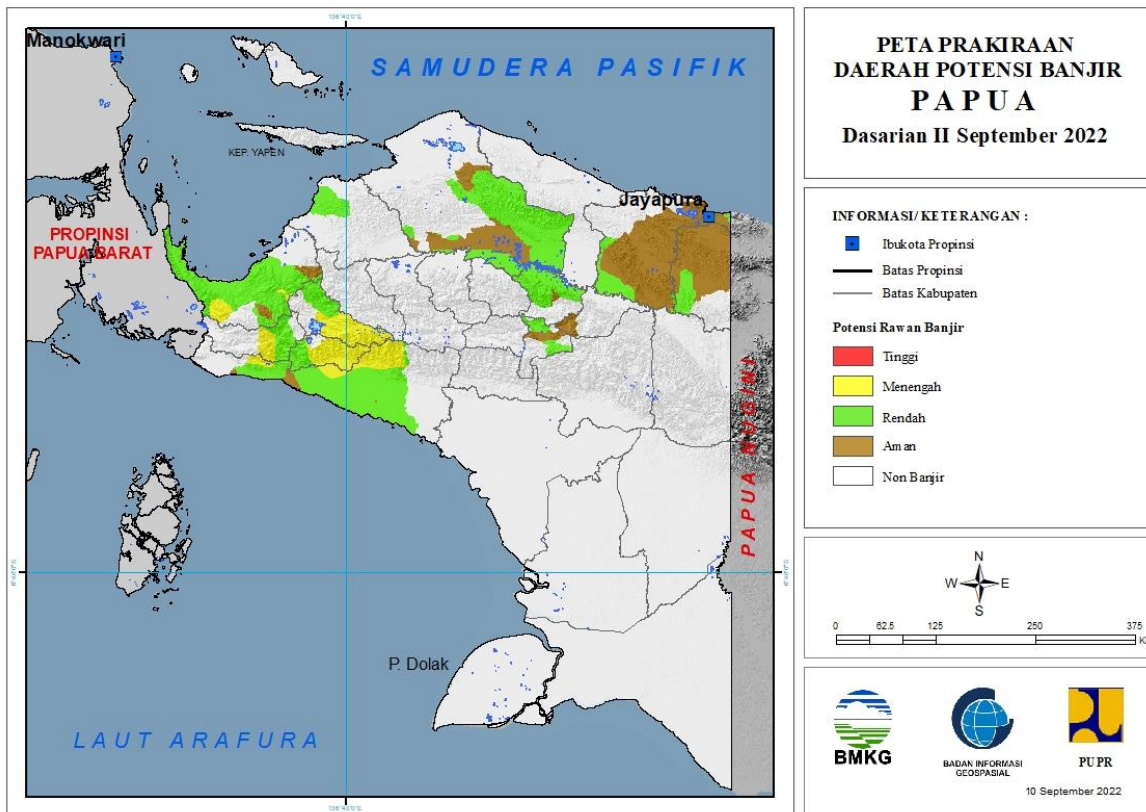 PETA PRAKIRAAN
DAERAH POTENSI BANJIR
PAPUA
Dasarian II September 2022
INFORMASI/ KETERANGAN :
Ibukota Propinsi
Batas Propinsi
Batas Kabupaten
Potensi Rawan Banjir
Tinggi
Menengah
Rendah
Aman
Non Banjir
N
W E
S
0 62.5 125 250 375
BMKG
BADAN INFORMASI
GEOSPASIAL
PUPR
10 September 2022
Manokwari
SAMUDERA PASIFIK
KEP. YAPEN
Jayapura
PROPINSI
PAPUA BARAT
PAPUA NUGINI
P. Dolak
LAUT ARAFURA